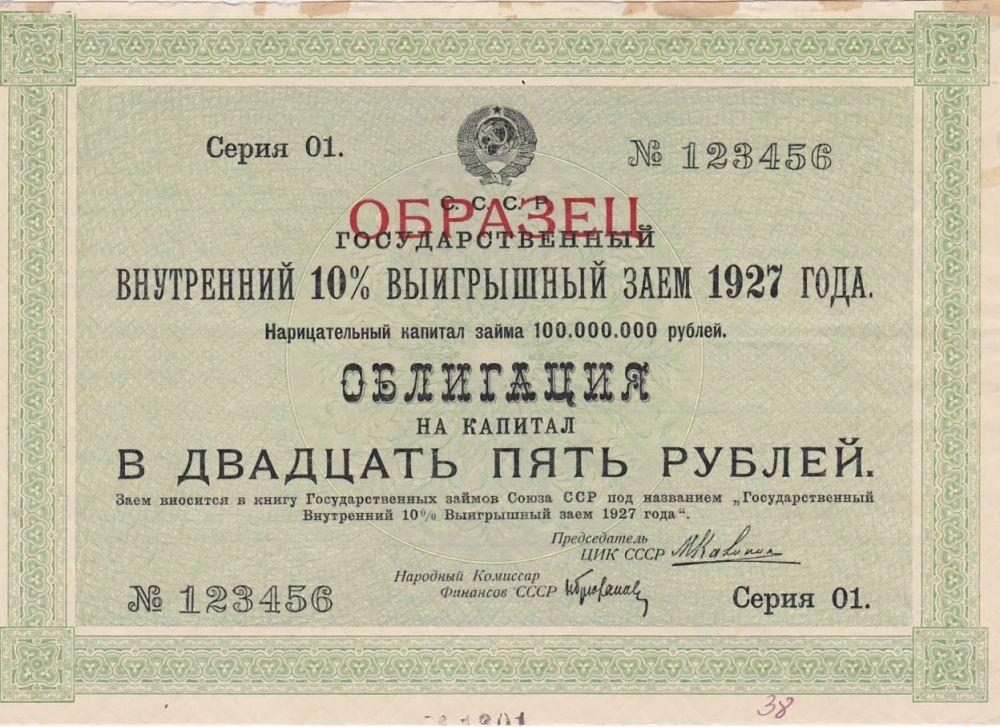 Серия 01.
№ 123456
С. С. С. Р.
ОБРАЗЕЦ
ГОСУДАРСТВЕННЫЙ
ВНУТРЕННИЙ 10% ВЫИГРЫШНЫЙ ЗАЕМ 1927 ГОДА.
Нарицательный капитал займа 100.000.000 рублей.
ОБЛИГАЦИЯ
НА КАПИТАЛ
В ДВАДЦАТЬ ПЯТЬ РУБЛЕЙ.
Заем вносится в книгу Государственных займов Союза ССР под названием „Государственный
Внутренний 10% Выигрышный заем 1927 года“.
Председатель
ЦИК СССР МКалинин
Народный Комиссар
Финансов СССР НБрюханов
№ 123456
Серия 01.
38